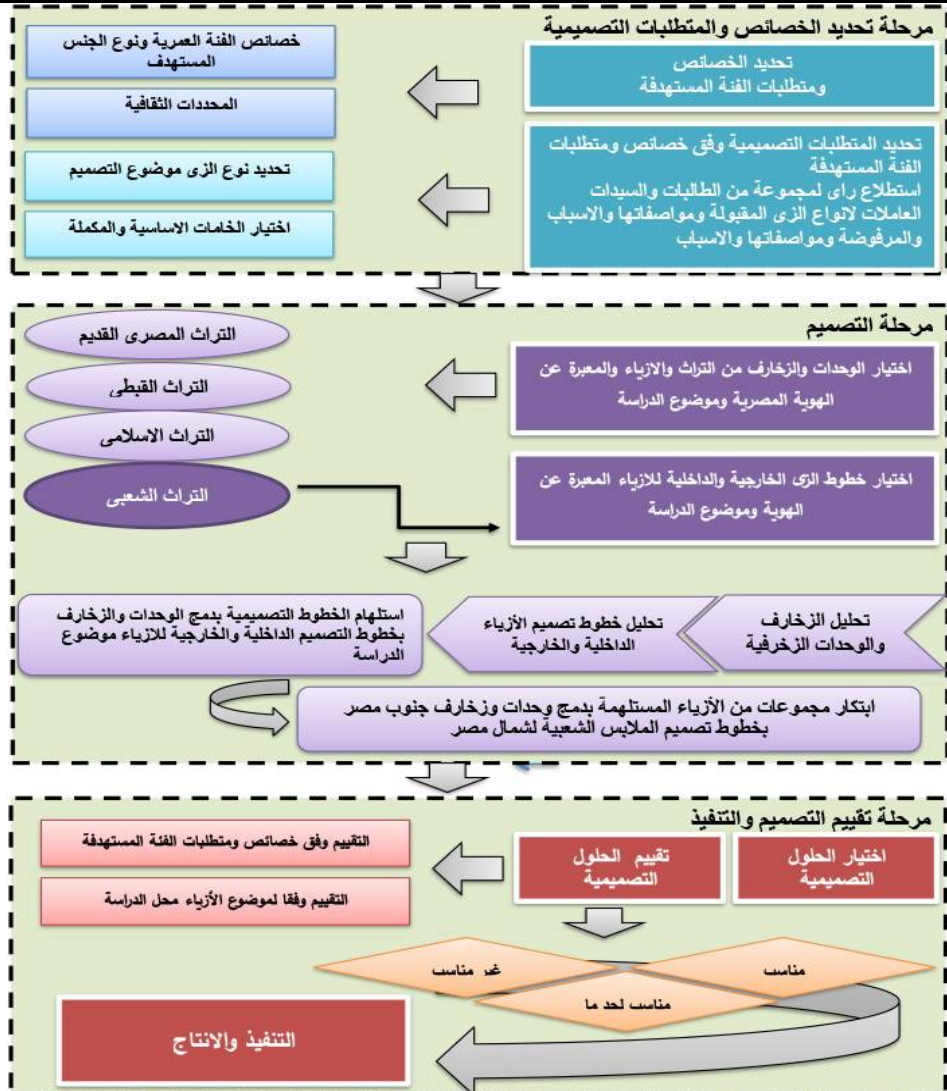 مرحلة تحديد الخصائص والمتطلبات التصميمية
تحديد الخصائص
ومتطلبات الفئة المستهدفة
خصائص الفئة العمرية ونوع الجنس
المستهدف
المحددات الثقافية
تحديد المتطلبات التصميمية وفق خصائص ومتطلبات
الفئة المستهدفة
استطلاع راى لمجموعة من الطالبات والسيدات
العاملات لانواع الزى المقبولة ومواصفاتها والاسباب
والمرفوضة ومواصفاتها والاسباب
تحديد نوع الزى موضوع التصميم
اختيار الخامات الاساسية والمكملة
مرحلة التصميم
اختيار الوحدات والزخارف من التراث والازياء والمعبرة عن
الهوية المصرية وموضوع الدراسة
التراث المصرى القديم
التراث القبطى
التراث الاسلامى
التراث الشعبى
اختيار خطوط الزى الخارجية والداخلية للازياء المعبرة عن
الهوية وموضوع الدراسة
تحليل الزخارف
والوحدات الزخرفية
تحليل خطوط تصميم الأزياء
الداخلية والخارجية
استلهام الخطوط التصميمية بدمج الوحدات والزخارف
بخطوط التصميم الداخلية والخارجية للازياء موضوع
الدراسة
ابتكار مجموعات من الأزياء المستلهمة بدمج وحدات وزخارف جنوب مصر
بخطوط تصميم الملابس الشعبية لشمال مصر
مرحلة تقييم التصميم والتنفيذ
اختيار الحلول
التصميمية
تقييم الحلول
التصميمية
التقييم وفق خصائص ومتطلبات الفئة المستهدفة
التقييم وفقا لموضوع الأزياء محل الدراسة
مناسب
غير مناسب
مناسب لحد ما
التنفيذ والانتاج